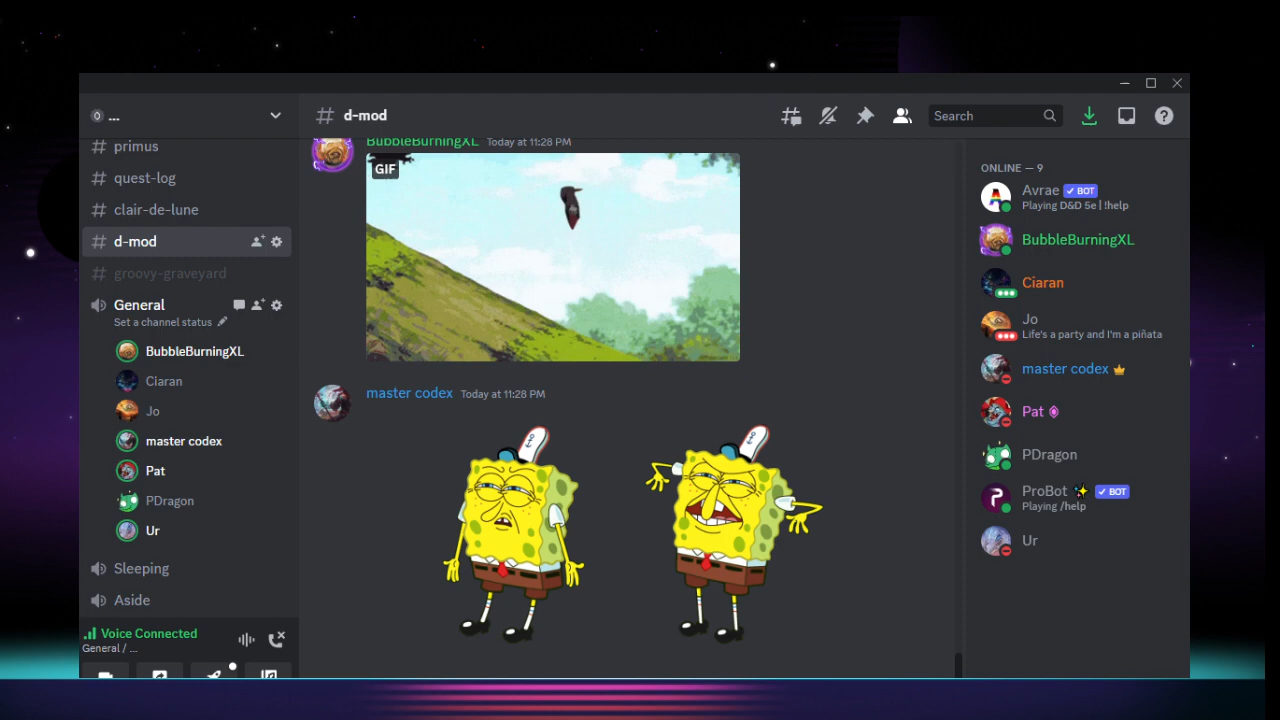 0 ...
# d-mod
Search
# primus
# quest-log
# clair-de-lune
# d-mod
# groovy-graveyard
General
Set a channel status
BubbleBurningXL
Ciaran
Jo
master codex
Pat
PDragon
Ur
Sleeping
Aside
Voice Connected
General / ...
BubbleBurningXL Today at 11:28 PM
GIF
master codex Today at 11:28 PM
ONLINE — 9
Avrae ✓ BOT
Playing D&D 5e | !help
BubbleBurningXL
Ciaran
Jo
Life's a party and I'm a piñata
master codex
Pat
PDragon
ProBot ✨ ✓ BOT
Playing /help
Ur